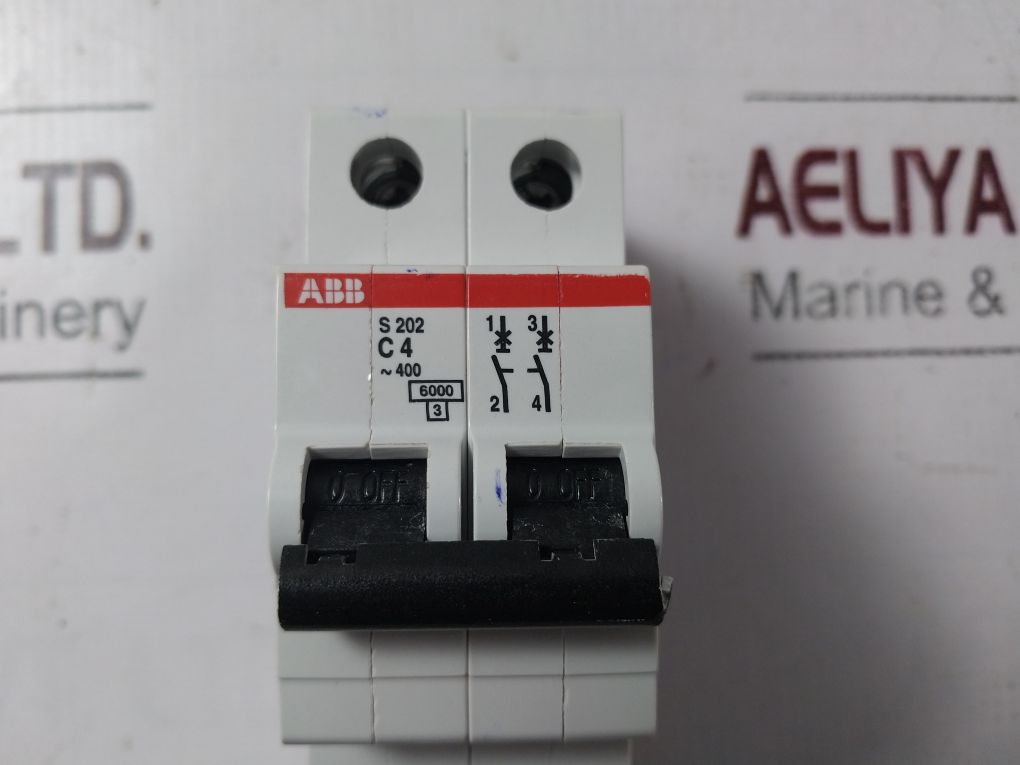 LTD.
inery
AELIYA
Marine &
ABB
S 202
C 4
~ 400
6000
3
1 3
2 4
0 OFF
0 OFF